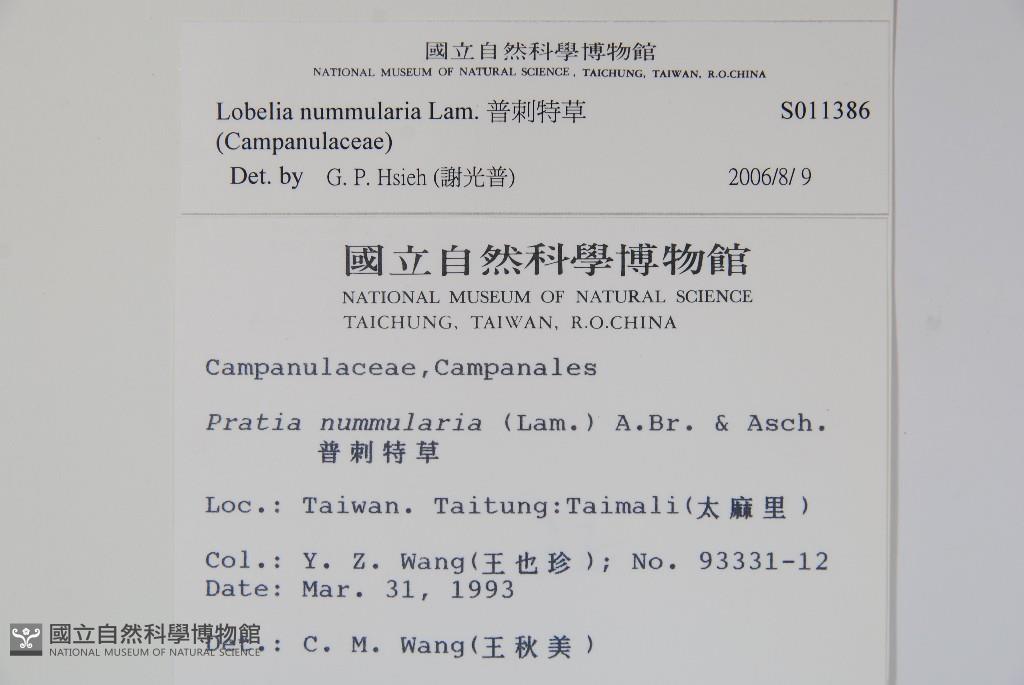 國立自然科學博物館
NATIONAL MUSEUM OF NATURAL SCIENCE, TAICHUNG, TAIWAN, R.O.CHINA
Lobelia nummularia Lam. 普剌特草 S011386
(Campanulaceae)
Det. by G. P. Hsieh (謝光普) 2006/8/ 9
國立自然科學博物館
NATIONAL MUSEUM OF NATURAL SCIENCE
TAICHUNG, TAIWAN, R.O.CHINA
Campanulaceae,Campanales
Pratia nummularia (Lam.) A.Br. & Asch.
普剌特草
Loc.: Taiwan. Taitung:Taimali(太麻里)
Col.: Y. Z. Wang(王也珍); No. 93331-12
Date: Mar. 31, 1993
Det.: C. M. Wang(王秋美)
國立自然科學博物館
NATIONAL MUSEUM OF NATURAL SCIENCE